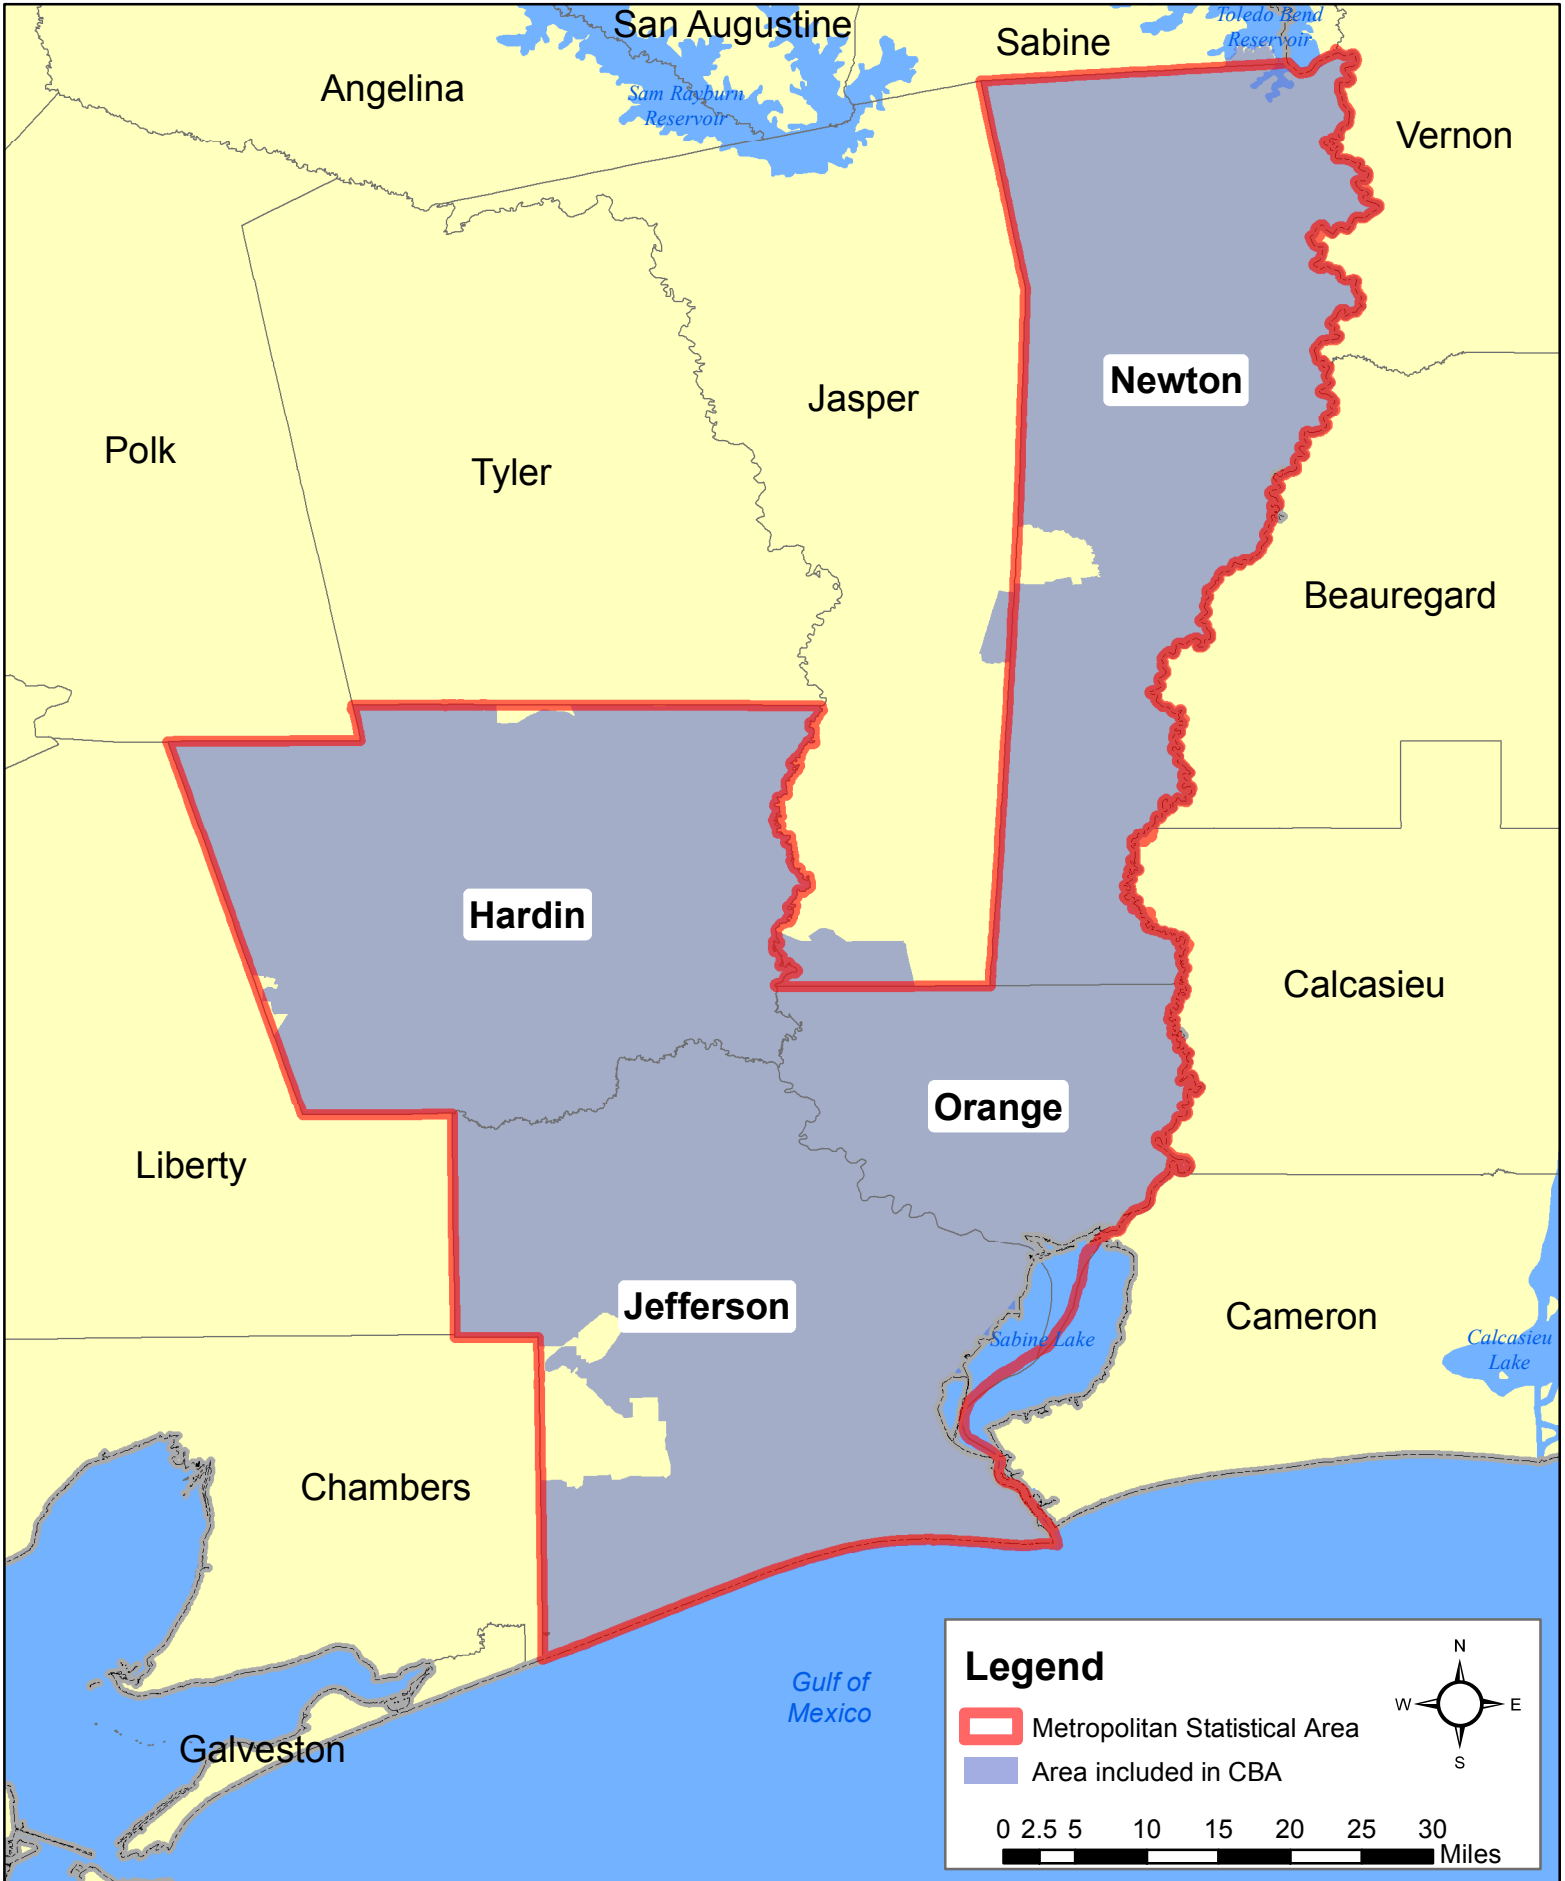 San Augustine
Toledo Bend
Reservoir
Sabine
Angelina
Sam Rayburn
Reservoir
Vernon
Newton
Jasper
Polk
Tyler
Beauregard
Hardin
Calcasieu
Orange
Liberty
Jefferson
Cameron
Sabine Lake
Calcasieu
Lake
Chambers
Gulf of
Mexico
Galveston
Legend
N
W E
S
Metropolitan Statistical Area
Area included in CBA
0 2.5 5 10 15 20 25 30
Miles